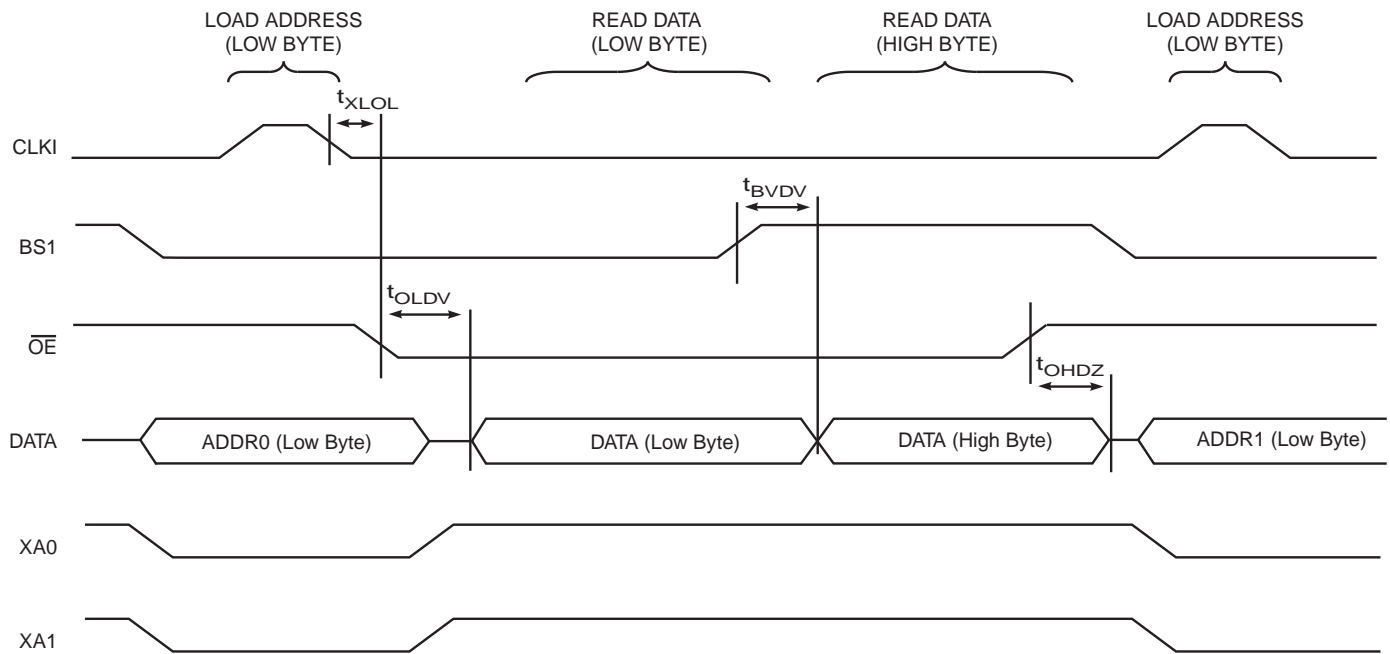 LOAD ADDRESS
(LOW BYTE)
READ DATA
(LOW BYTE)
READ DATA
(HIGH BYTE)
LOAD ADDRESS
(LOW BYTE)
tXLOL
CLKI
tBVDV
BS1
tOLDV
OE
tOHDZ
DATA
ADDR0 (Low Byte)
DATA (Low Byte)
DATA (High Byte)
ADDR1 (Low Byte)
XA0
XA1